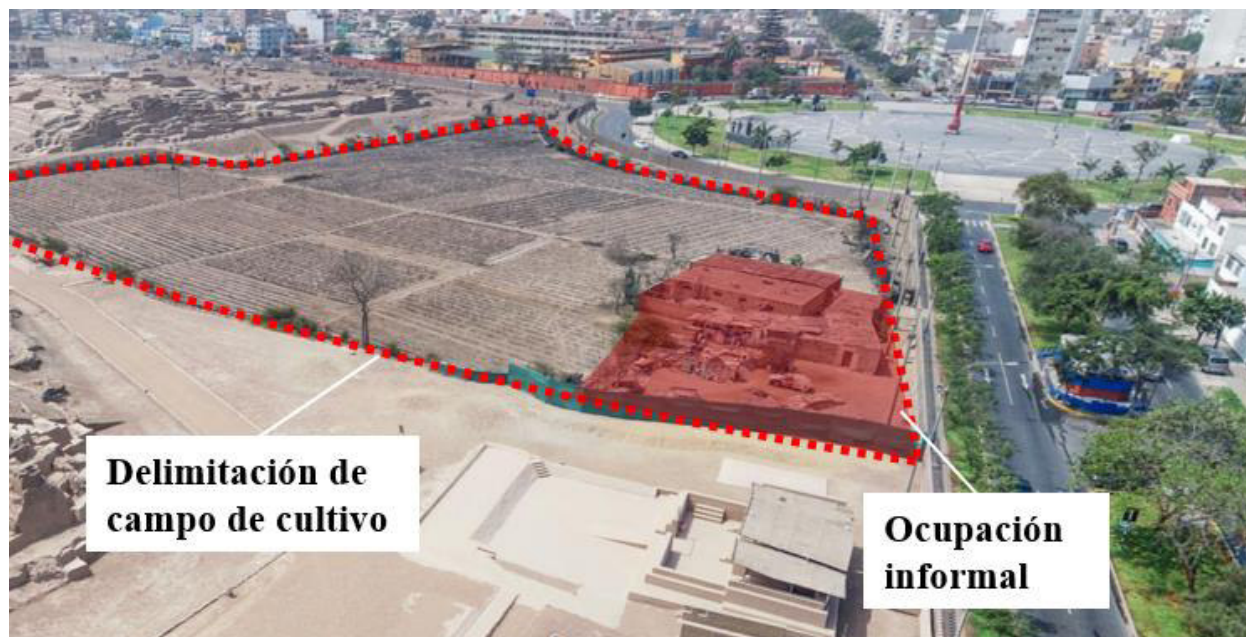 Delimitación de
campo de cultivo
Ocupación
informal